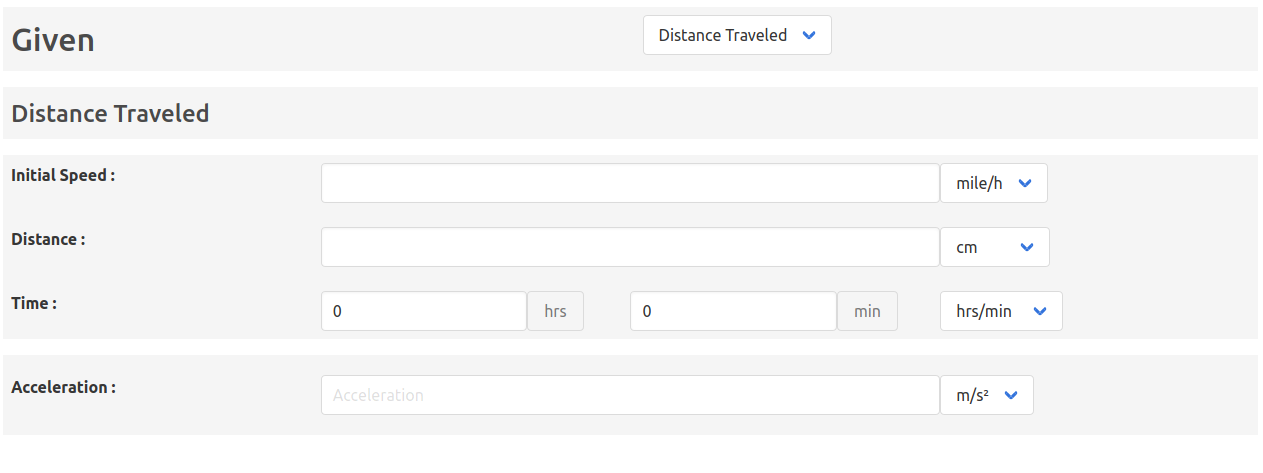 Given Distance Traveled
Distance Traveled
Initial Speed : mile/h
Distance : cm
Time : 0 hrs 0 min hrs/min
Acceleration : Acceleration m/s²